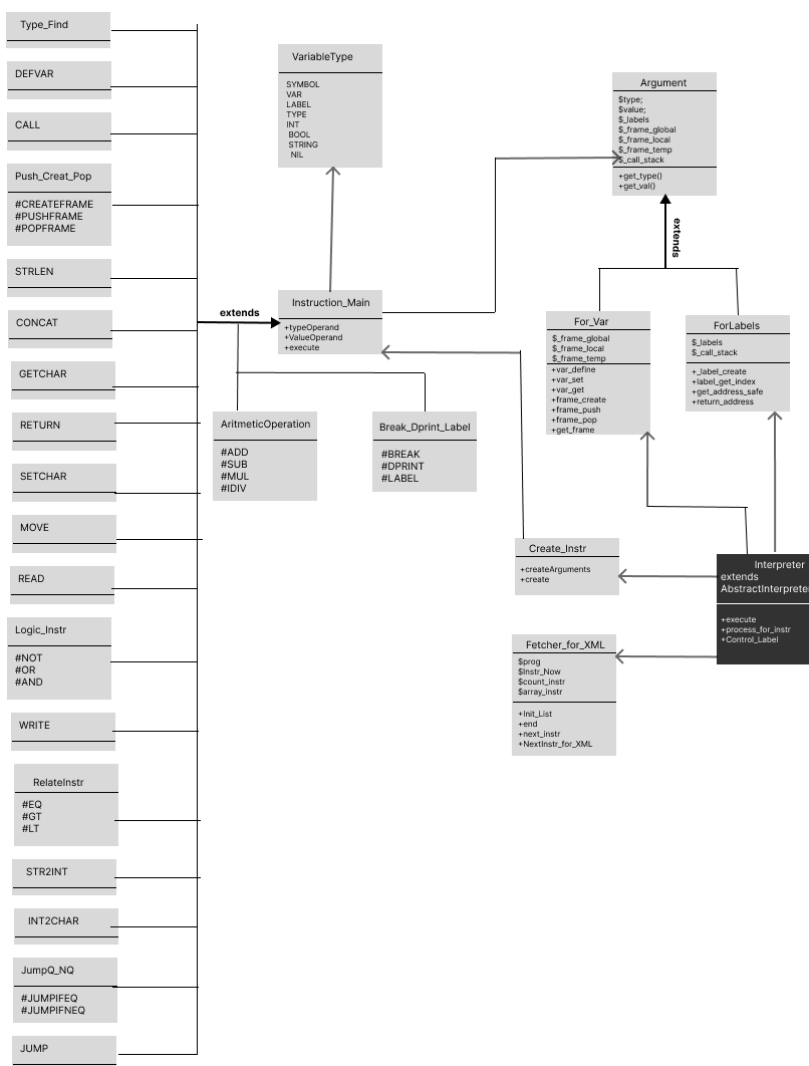 Type_Find
DEFVAR
CALL
Push_Creat_Pop
#CREATEFRAME
#PUSHFRAME
#POPFRAME
STRLEN
CONCAT
GETCHAR
RETURN
SETCHAR
MOVE
READ
Logic_Instr
#NOT
#OR
#AND
WRITE
RelateInstr
#EQ
#GT
#LT
STR2INT
INT2CHAR
JumpQ_NQ
#JUMPIFEQ
#JUMPIFNEQ
JUMP
extends
VariableType
SYMBOL
VAR
LABEL
TYPE
INT
BOOL
STRING
NIL
Instruction_Main
+typeOperand
+ValueOperand
+execute
AritmeticOperation
#ADD
#SUB
#MUL
#IDIV
Break_Dprint_Label
#BREAK
#DPRINT
#LABEL
Argument
$type;
$value;
$_labels
$_frame_global
$_frame_local
$_frame_temp
$_call_stack
+get_type()
+get_val()
extends
For_Var
$_frame_global
$_frame_local
$_frame_temp
+var_define
+var_set
+var_get
+frame_create
+frame_push
+frame_pop
+get_frame
ForLabels
$_labels
$_call_stack
+_label_create
+label_get_index
+get_address_safe
+return_address
Create_Instr
+createArguments
+create
Interpreter
extends
AbstractInterpreter
+execute
+process_for_instr
+Control_Label
Fetcher_for_XML
$prog
$Instr_Now
$count_instr
$array_instr
+Init_List
+end
+next_instr
+NextInstr_for_XML